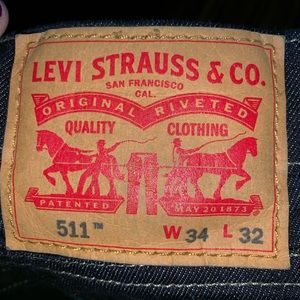 LEVI STRAUSS & CO.
SAN FRANCISCO
CAL.
ORIGINAL RIVETED
QUALITY CLOTHING
PATENTED MAY 20 1873
511™ W 34 L 32